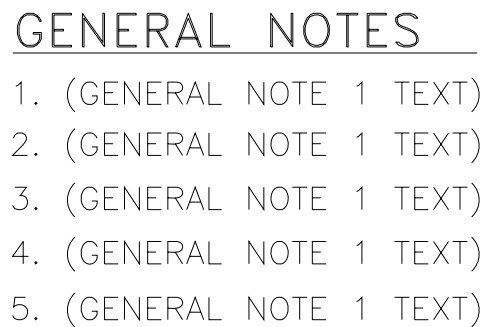 GENERAL NOTES
1. (GENERAL NOTE 1 TEXT)
2. (GENERAL NOTE 1 TEXT)
3. (GENERAL NOTE 1 TEXT)
4. (GENERAL NOTE 1 TEXT)
5. (GENERAL NOTE 1 TEXT)